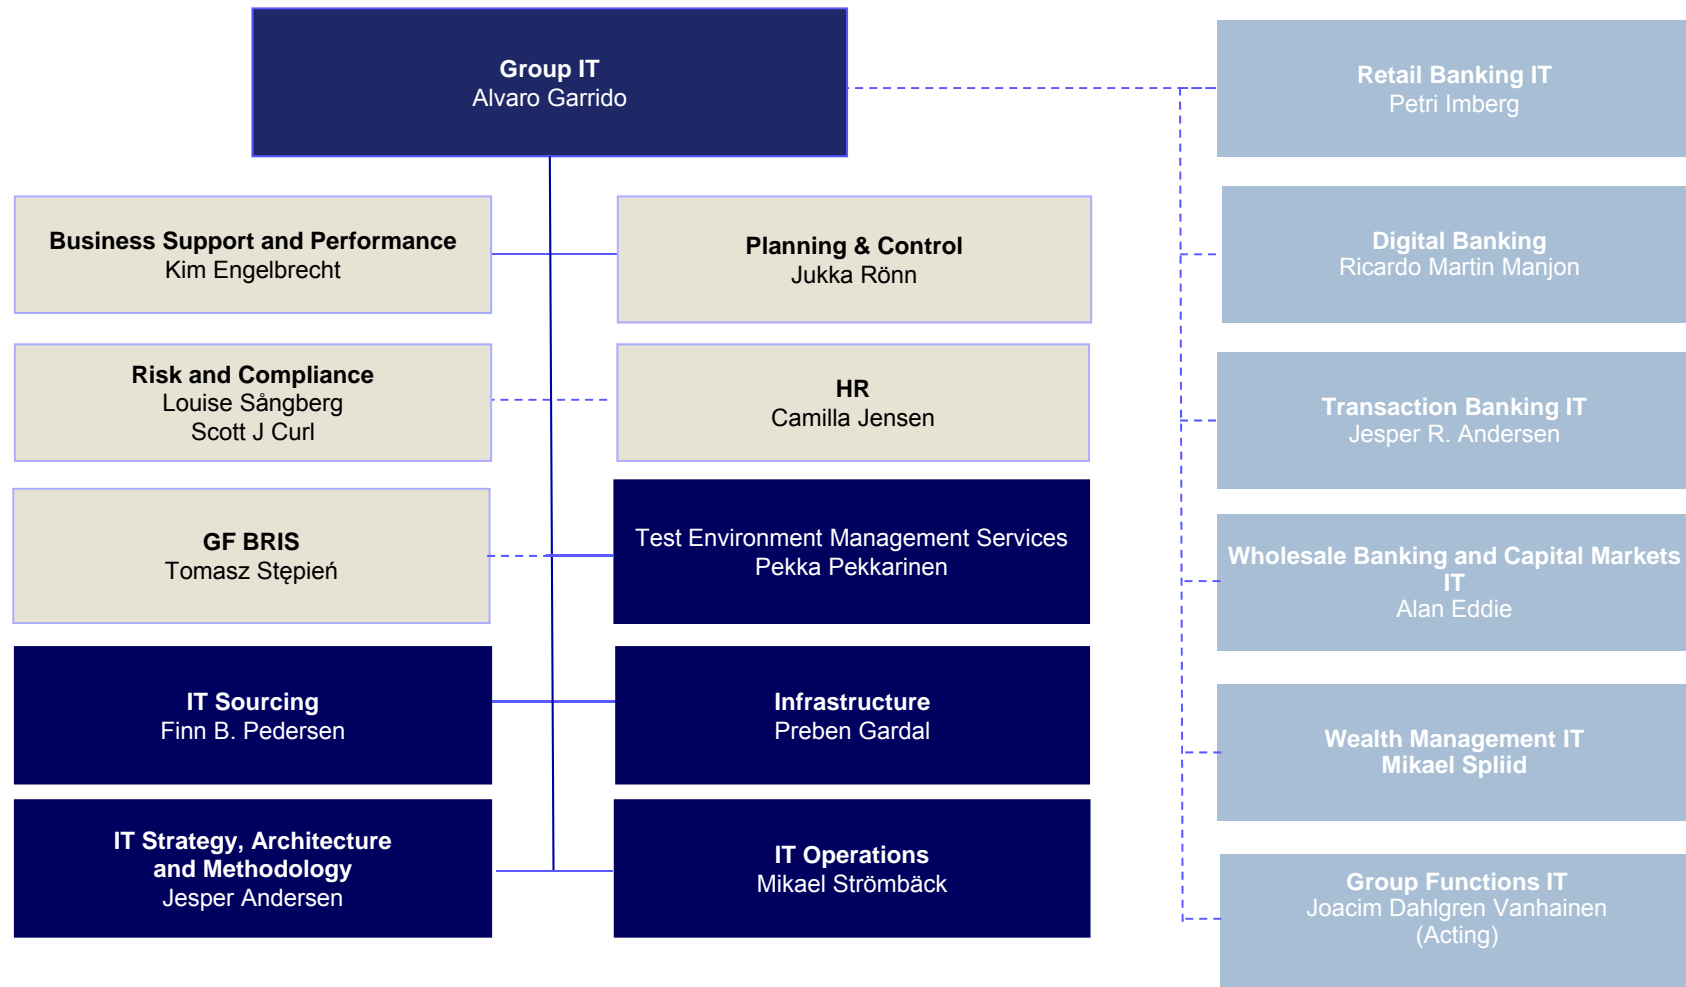 Group IT
Alvaro Garrido
Business Support and Performance
Kim Engelbrecht
Planning & Control
Jukka Rönn
Risk and Compliance
Louise Sångberg
Scott J Curl
HR
Camilla Jensen
GF BRIS
Tomasz Stępień
Test Environment Management Services
Pekka Pekkarinen
IT Sourcing
Finn B. Pedersen
Infrastructure
Preben Gardal
IT Strategy, Architecture
and Methodology
Jesper Andersen
IT Operations
Mikael Strömbäck
Retail Banking IT
Petri Imberg
Digital Banking
Ricardo Martin Manjon
Transaction Banking IT
Jesper R. Andersen
Wholesale Banking and Capital Markets
IT
Alan Eddie
Wealth Management IT
Mikael Spliid
Group Functions IT
Joacim Dahlgren Vanhainen
(Acting)